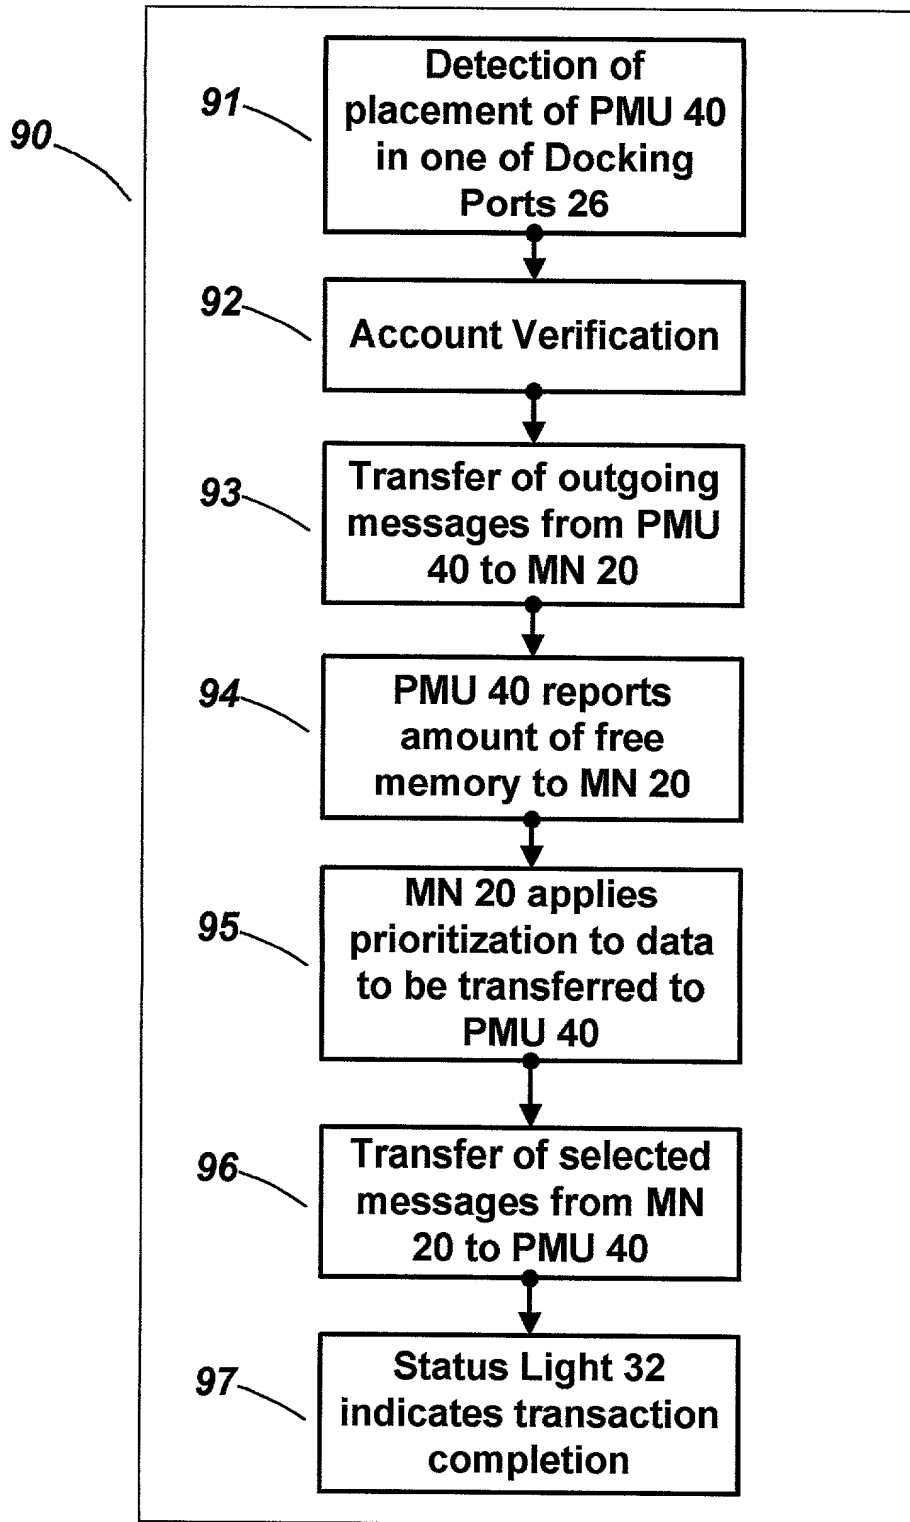 90
91
Detection of
placement of PMU 40
in one of Docking
Ports 26
92
Account Verification
93
Transfer of outgoing
messages from PMU
40 to MN 20
94
PMU 40 reports
amount of free
memory to MN 20
95
MN 20 applies
prioritization to data
to be transferred to
PMU 40
96
Transfer of selected
messages from MN
20 to PMU 40
97
Status Light 32
indicates transaction
completion